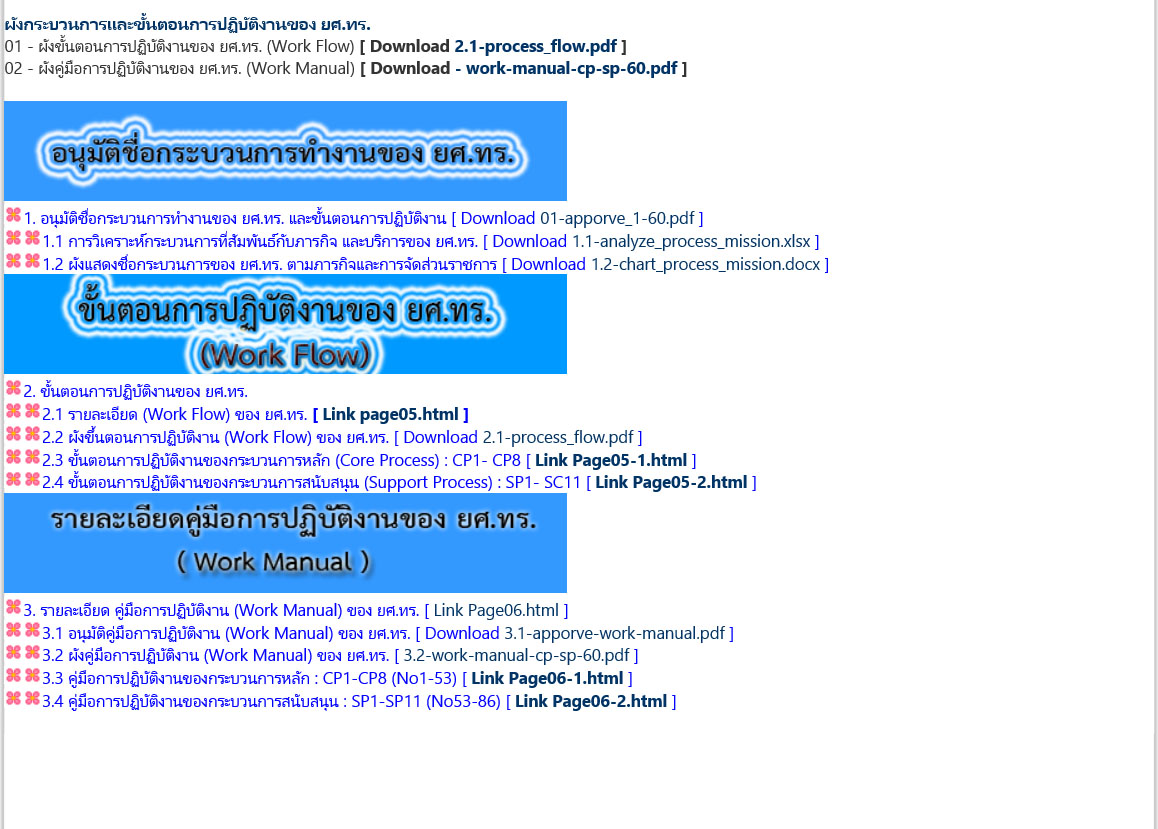 ผังกระบวนการและขั้นตอนการปฏิบัติงานของ ยศ.ทร.
01 - ผังขั้นตอนการปฏิบัติงานของ ยศ.ทร. (Work Flow) [ Download 2.1-process_flow.pdf ]
02 - ผังคู่มือการปฏิบัติงานของ ยศ.ทร. (Work Manual) [ Download - work-manual-cp-sp-60.pdf ]
อนุมัติชื่อกระบวนการทำงานของ ยศ.ทร.
1. อนุมัติชื่อกระบวนการทำงานของ ยศ.ทร. และขั้นตอนการปฏิบัติงาน [ Download 01-apporve_1-60.pdf ]
1.1 การวิเคราะห์กระบวนการที่สัมพันธ์กับภารกิจ และบริการของ ยศ.ทร. [ Download 1.1-analyze_process_mission.xlsx ]
1.2 ผังแสดงชื่อกระบวนการของ ยศ.ทร. ตามภารกิจและการจัดส่วนราชการ [ Download 1.2-chart_process_mission.docx ]
ขั้นตอนการปฏิบัติงานของ ยศ.ทร.
(Work Flow)
2. ขั้นตอนการปฏิบัติงานของ ยศ.ทร.
2.1 รายละเอียด (Work Flow) ของ ยศ.ทร. [ Link page05.html ]
2.2 ผังขึ้นตอนการปฏิบัติงาน (Work Flow) ของ ยศ.ทร. [ Download 2.1-process_flow.pdf ]
2.3 ขั้นตอนการปฏิบัติงานของกระบวนการหลัก (Core Process) : CP1- CP8 [ Link Page05-1.html ]
2.4 ขั้นตอนการปฏิบัติงานของกระบวนการสนับสนุน (Support Process) : SP1- SC11 [ Link Page05-2.html ]
รายละเอียดคู่มือการปฏิบัติงานของ ยศ.ทร.
( Work Manual )
3. รายละเอียด คู่มือการปฏิบัติงาน (Work Manual) ของ ยศ.ทร. [ Link Page06.html ]
3.1 อนุมัติคู่มือการปฏิบัติงาน (Work Manual) ของ ยศ.ทร. [ Download 3.1-apporve-work-manual.pdf ]
3.2 ผังคู่มือการปฏิบัติงาน (Work Manual) ของ ยศ.ทร. [ 3.2-work-manual-cp-sp-60.pdf ]
3.3 คู่มือการปฏิบัติงานของกระบวนการหลัก : CP1-CP8 (No1-53) [ Link Page06-1.html ]
3.4 คู่มือการปฏิบัติงานของกระบวนการสนับสนุน : SP1-SP11 (No53-86) [ Link Page06-2.html ]